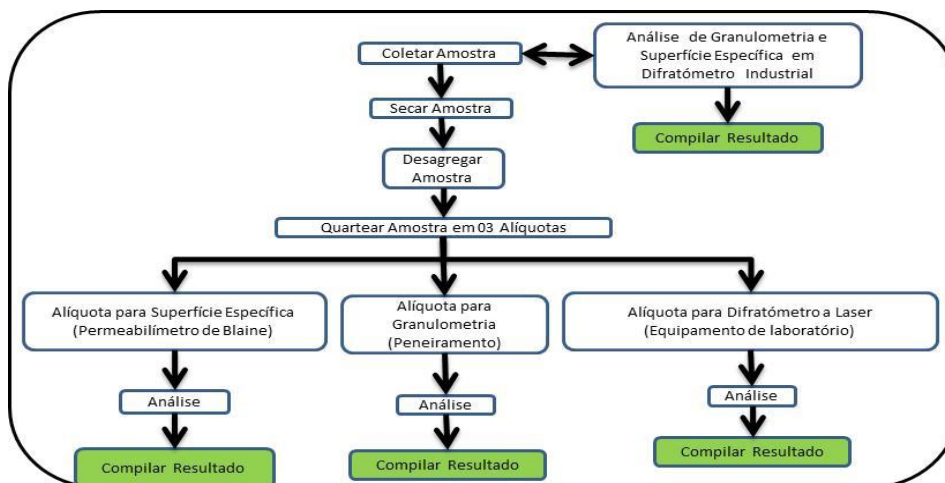 Coletar Amostra
Análise de Granulometria e
Superfície Específica em
Difratómetro Industrial
Secar Amostra
Compilar Resultado
Desagregar
Amostra
Quartear Amostra em 03 Alíquotas
Alíquota para Superfície Específica
(Permeabilímetro de Blaine)
Alíquota para
Granulometria
(Peneiramento)
Alíquota para Difratómetro a Laser
(Equipamento de laboratório)
Análise
Análise
Análise
Compilar Resultado
Compilar Resultado
Compilar Resultado